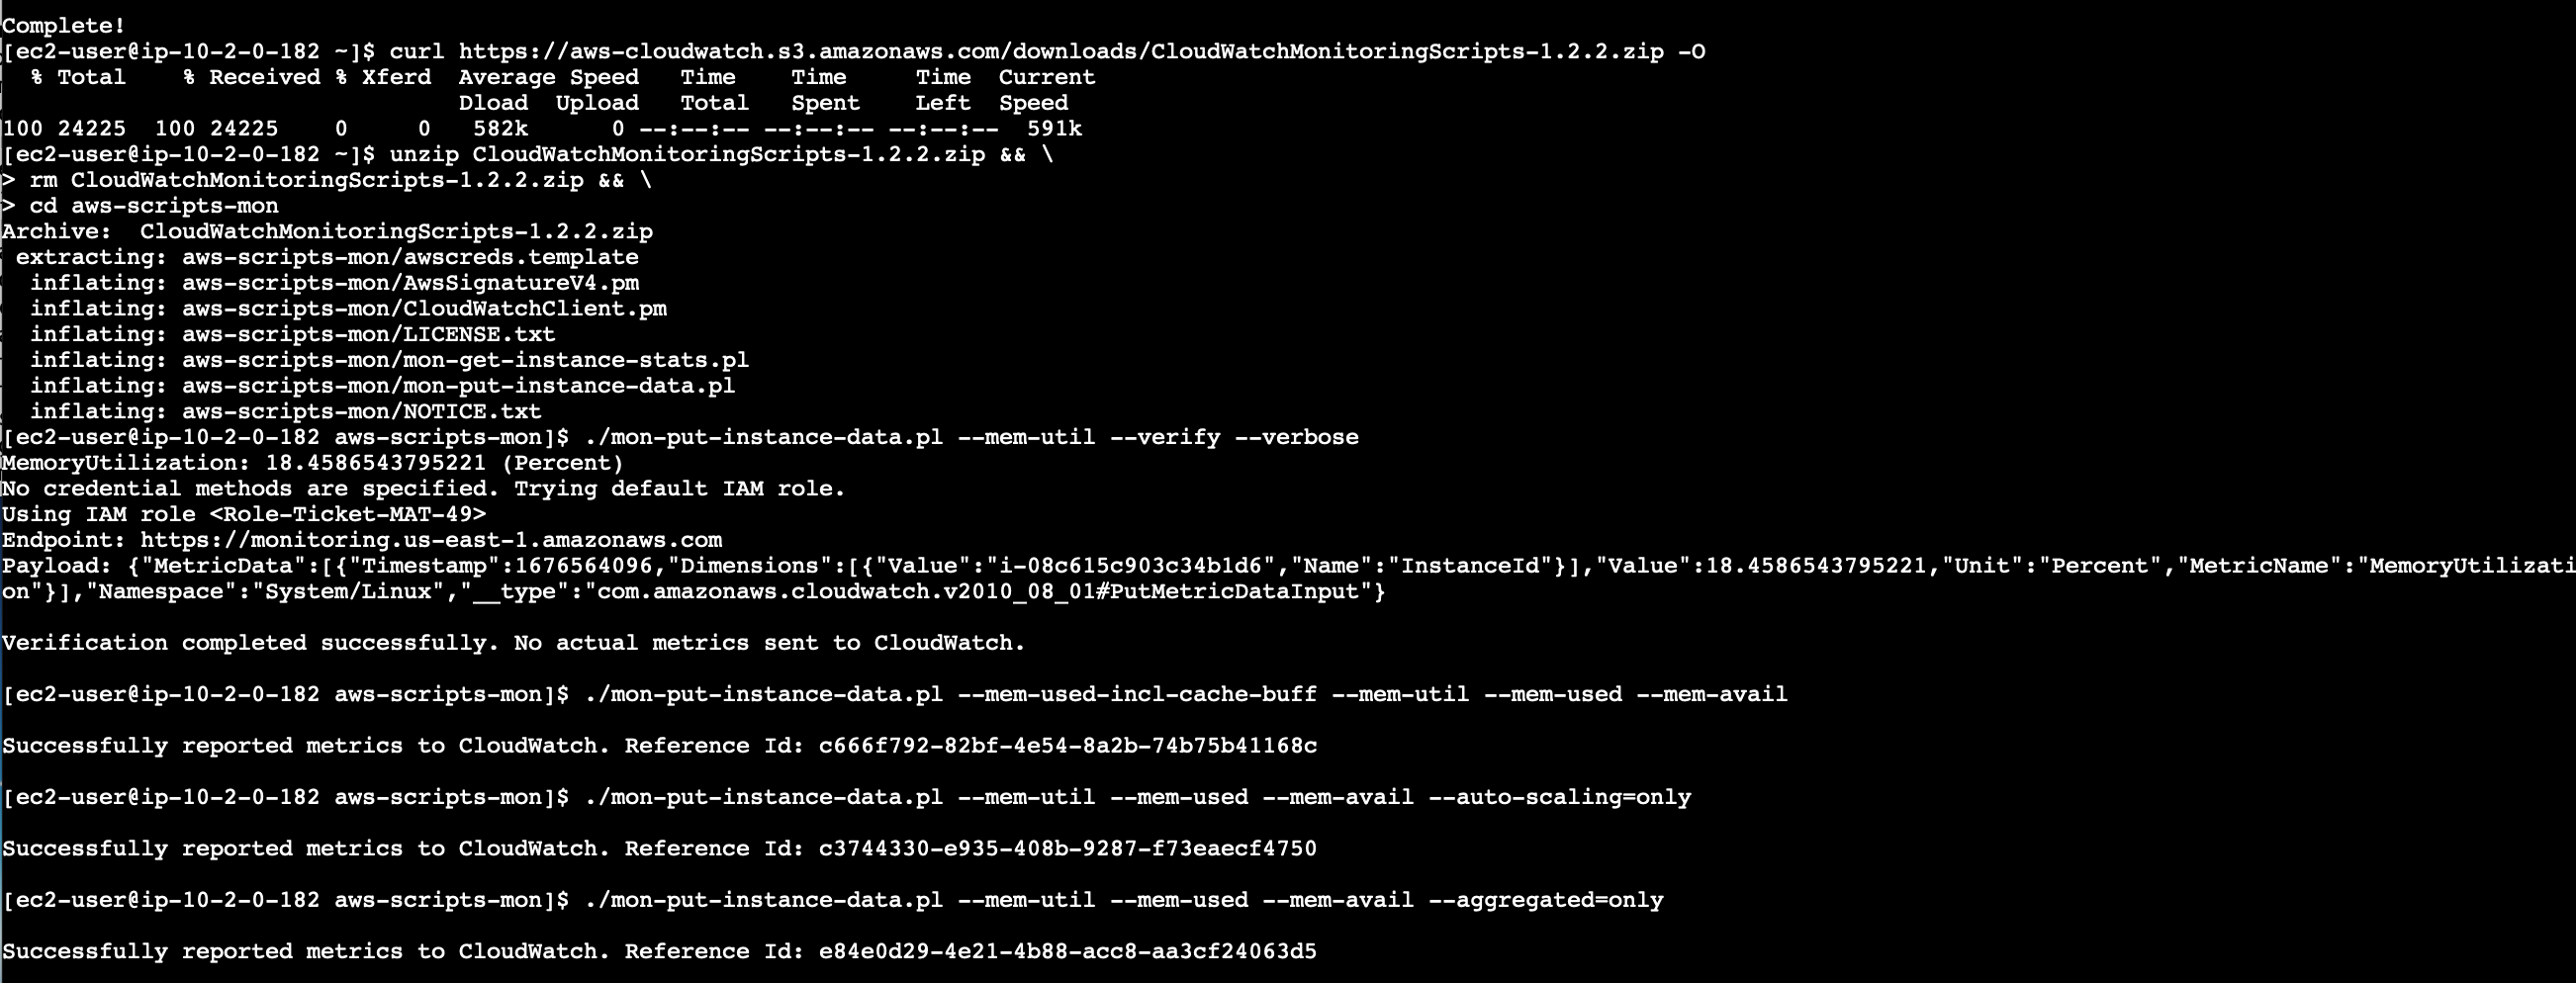 Complete!
[ec2-user@ip-10-2-0-182 ~]$ curl https://aws-cloudwatch.s3.amazonaws.com/downloads/CloudWatchMonitoringScripts-1.2.2.zip -O
  % Total    % Received % Xferd  Average Speed   Time    Time     Time  Current
                                 Dload  Upload   Total   Spent    Left  Speed
100 24225  100 24225    0     0   582k      0 --:--:-- --:--:-- --:--:--  591k
[ec2-user@ip-10-2-0-182 ~]$ unzip CloudWatchMonitoringScripts-1.2.2.zip && \
> rm CloudWatchMonitoringScripts-1.2.2.zip && \
> cd aws-scripts-mon
Archive:  CloudWatchMonitoringScripts-1.2.2.zip
 extracting: aws-scripts-mon/awscreds.template
  inflating: aws-scripts-mon/AwsSignatureV4.pm
  inflating: aws-scripts-mon/CloudWatchClient.pm
  inflating: aws-scripts-mon/LICENSE.txt
  inflating: aws-scripts-mon/mon-get-instance-stats.pl
  inflating: aws-scripts-mon/mon-put-instance-data.pl
  inflating: aws-scripts-mon/NOTICE.txt
[ec2-user@ip-10-2-0-182 aws-scripts-mon]$ ./mon-put-instance-data.pl --mem-util --verify --verbose
MemoryUtilization: 18.4586543795221 (Percent)
No credential methods are specified. Trying default IAM role.
Using IAM role <Role-Ticket-MAT-49>
Endpoint: https://monitoring.us-east-1.amazonaws.com
Payload: {"MetricData":[{"Timestamp":1676564096,"Dimensions":[{"Value":"i-08c615c903c34b1d6","Name":"InstanceId"}],"Value":18.4586543795221,"Unit":"Percent","MetricName":"MemoryUtilizati
on"}],"Namespace":"System/Linux","__type":"com.amazonaws.cloudwatch.v2010_08_01#PutMetricDataInput"}
Verification completed successfully. No actual metrics sent to CloudWatch.
[ec2-user@ip-10-2-0-182 aws-scripts-mon]$ ./mon-put-instance-data.pl --mem-used-incl-cache-buff --mem-util --mem-used --mem-avail
Successfully reported metrics to CloudWatch. Reference Id: c666f792-82bf-4e54-8a2b-74b75b41168c
[ec2-user@ip-10-2-0-182 aws-scripts-mon]$ ./mon-put-instance-data.pl --mem-util --mem-used --mem-avail --auto-scaling=only
Successfully reported metrics to CloudWatch. Reference Id: c3744330-e935-408b-9287-f73eaecf4750
[ec2-user@ip-10-2-0-182 aws-scripts-mon]$ ./mon-put-instance-data.pl --mem-util --mem-used --mem-avail --aggregated=only
Successfully reported metrics to CloudWatch. Reference Id: e84e0d29-4e21-4b88-acc8-aa3cf24063d5